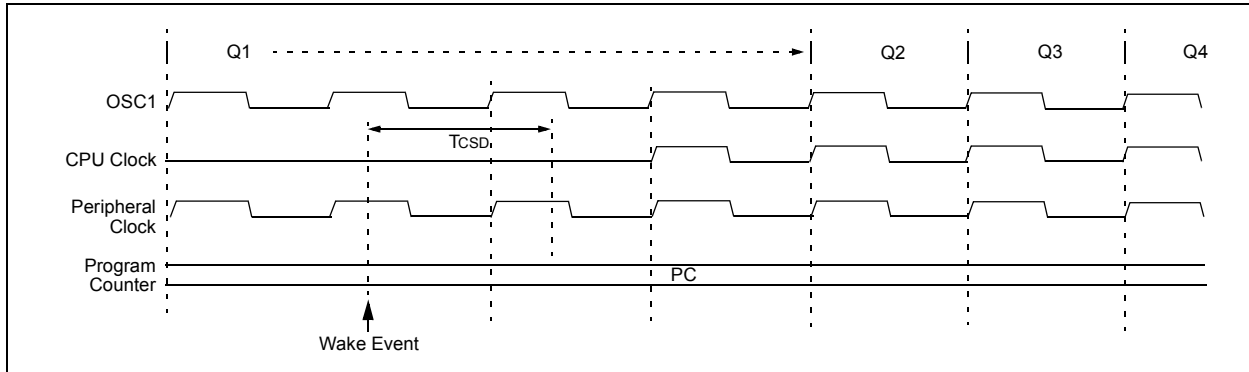 Q1 Q2 Q3 Q4
OSC1
TCSD
CPU Clock
Peripheral
Clock
Program
Counter
PC
Wake Event